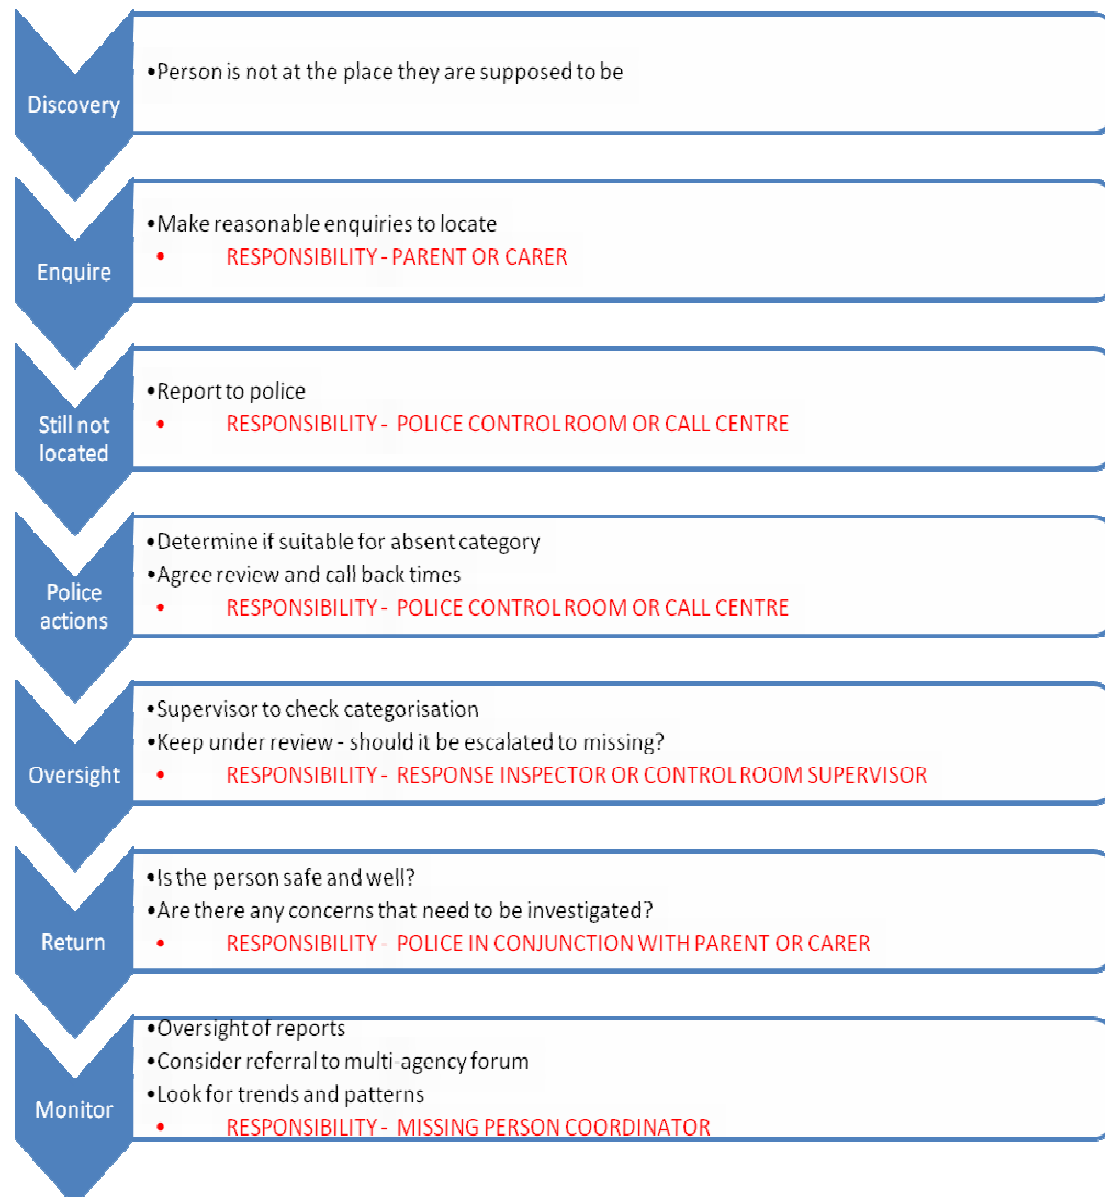 Discovery
•Person is not at the place they are supposed to be
Enquire
•Make reasonable enquiries to locate
• RESPONSIBILITY - PARENT OR CARER
Still not
located
•Report to police
• RESPONSIBILITY - POLICE CONTROL ROOM OR CALL CENTRE
Police
actions
•Determine if suitable for absent category
•Agree review and call back times
• RESPONSIBILITY - POLICE CONTROL ROOM OR CALL CENTRE
Oversight
•Supervisor to check categorisation
•Keep under review - should it be escalated to missing?
• RESPONSIBILITY - RESPONSE INSPECTOR OR CONTROL ROOM SUPERVISOR
Return
•Is the person safe and well?
•Are there any concerns that need to be investigated?
• RESPONSIBILITY - POLICE IN CONJUNCTION WITH PARENT OR CARER
Monitor
•Oversight of reports
•Consider referral to multi-agency forum
•Look for trends and patterns
• RESPONSIBILITY - MISSING PERSON COORDINATOR